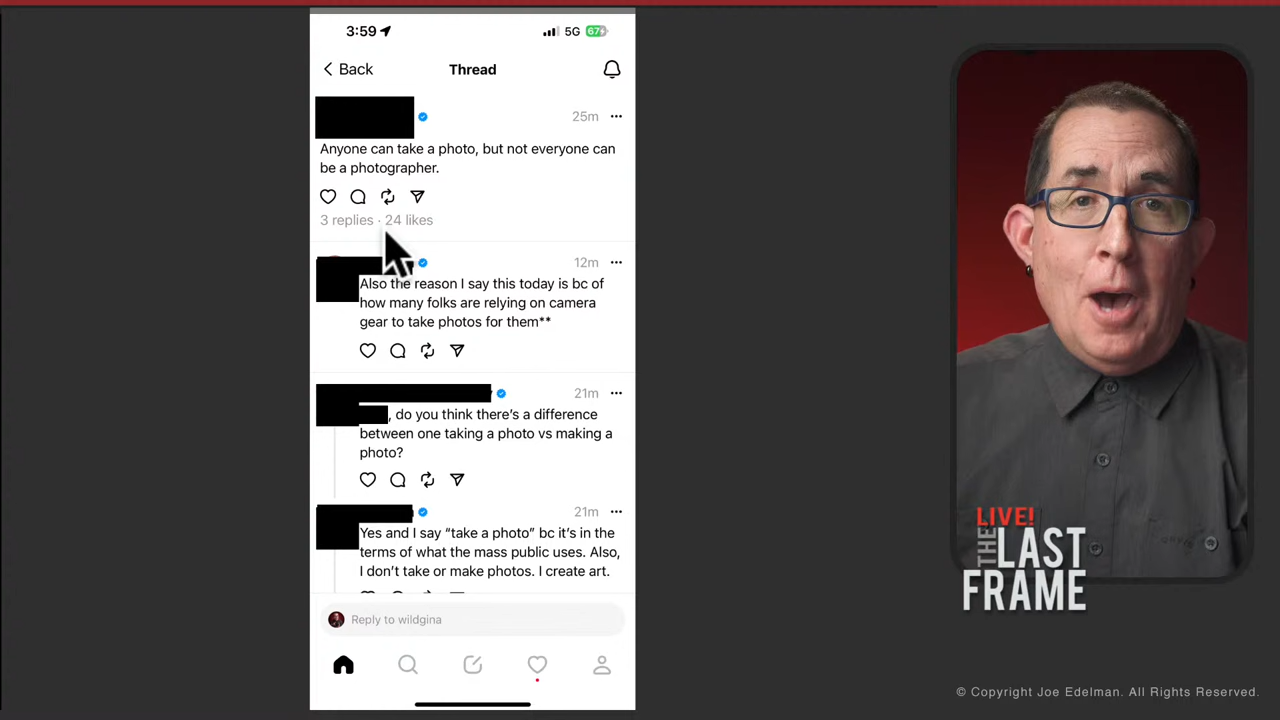 3:59
5G
67
Back
Thread
25m
Anyone can take a photo, but not everyone can
be a photographer.
3 replies · 24 likes
12m
Also the reason I say this today is bc of
how many folks are relying on camera
gear to take photos for them**
21m
, do you think there's a difference
between one taking a photo vs making a
photo?
21m
Yes and I say “take a photo” bc it's in the
terms of what the mass public uses. Also,
I don't take or make photos. I create art.
Reply to wildgina
LIVE!
THE
LAST
FRAME
© Copyright Joe Edelman. All Rights Reserved.